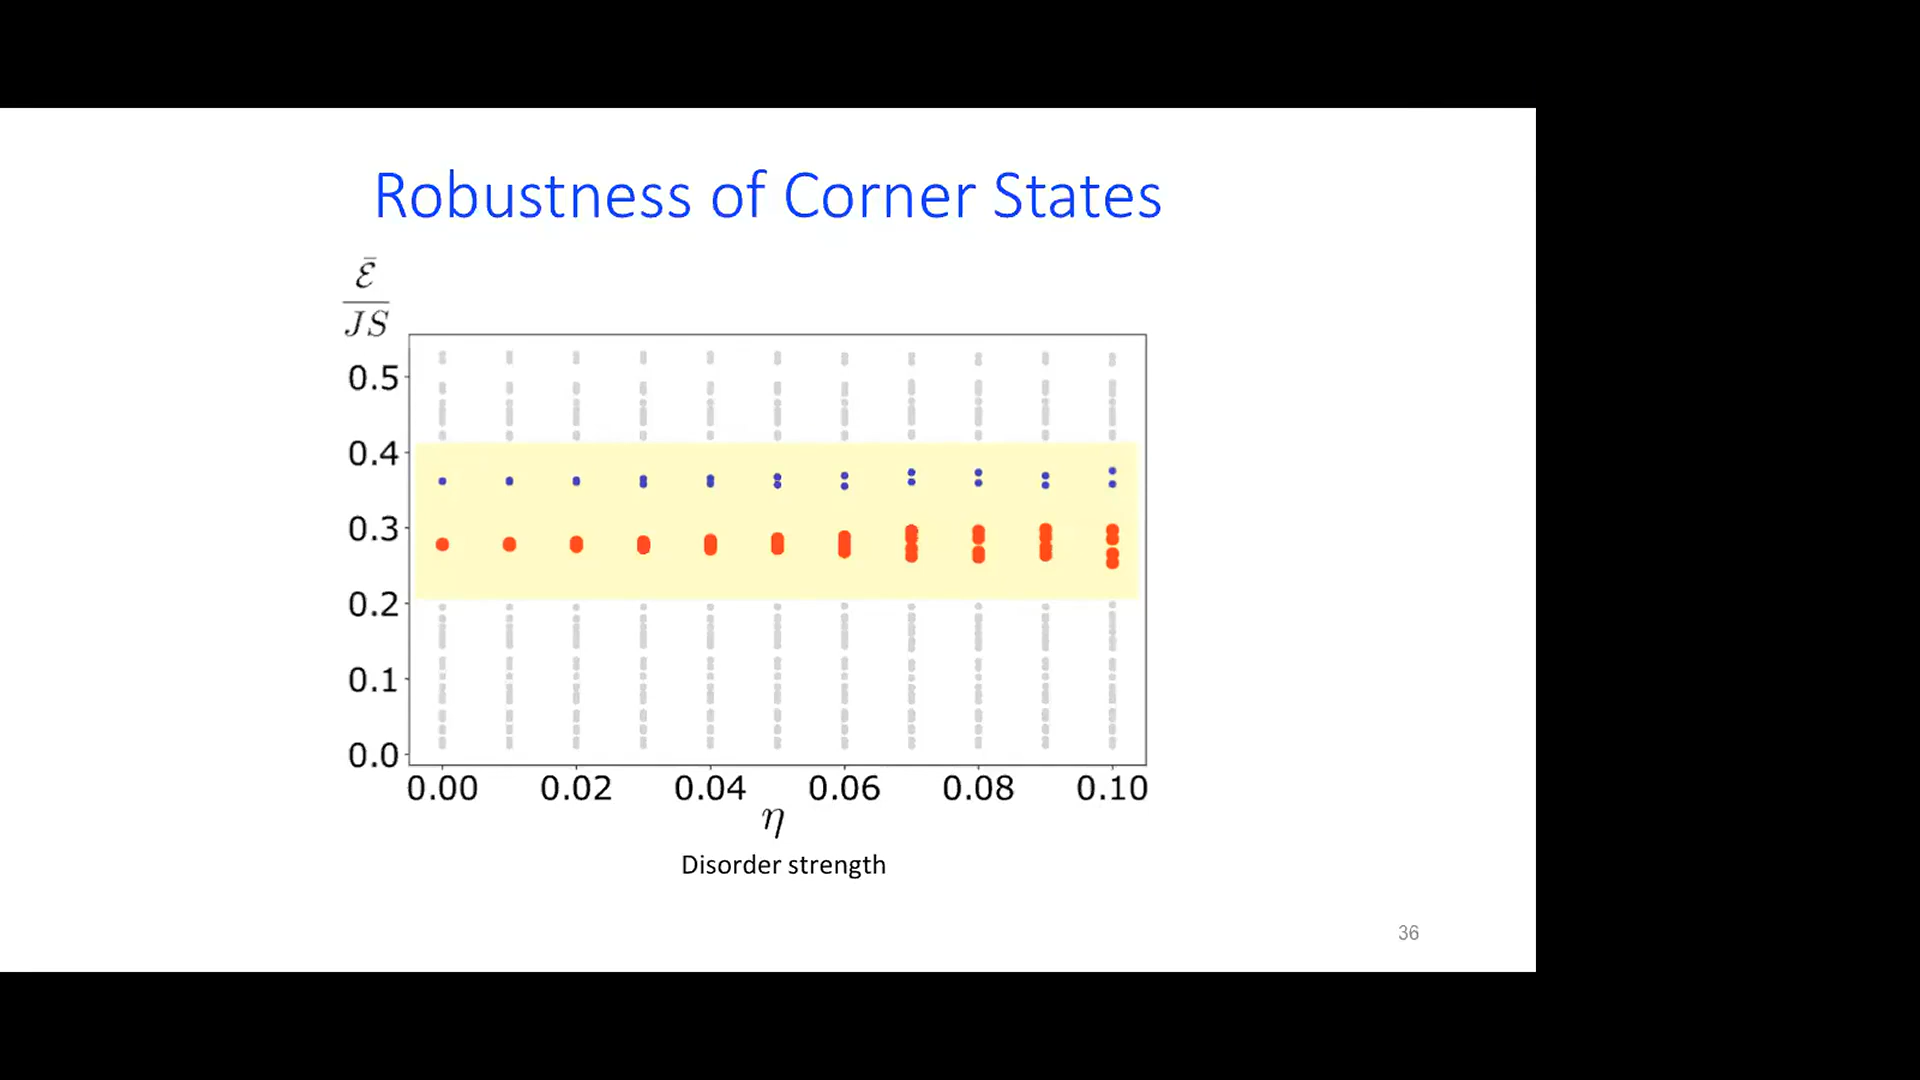 Robustness of Corner States
ℰ̄
JS
0.5
0.4
0.3
0.2
0.1
0.0
0.00 0.02 0.04 0.06 0.08 0.10
η
Disorder strength
36